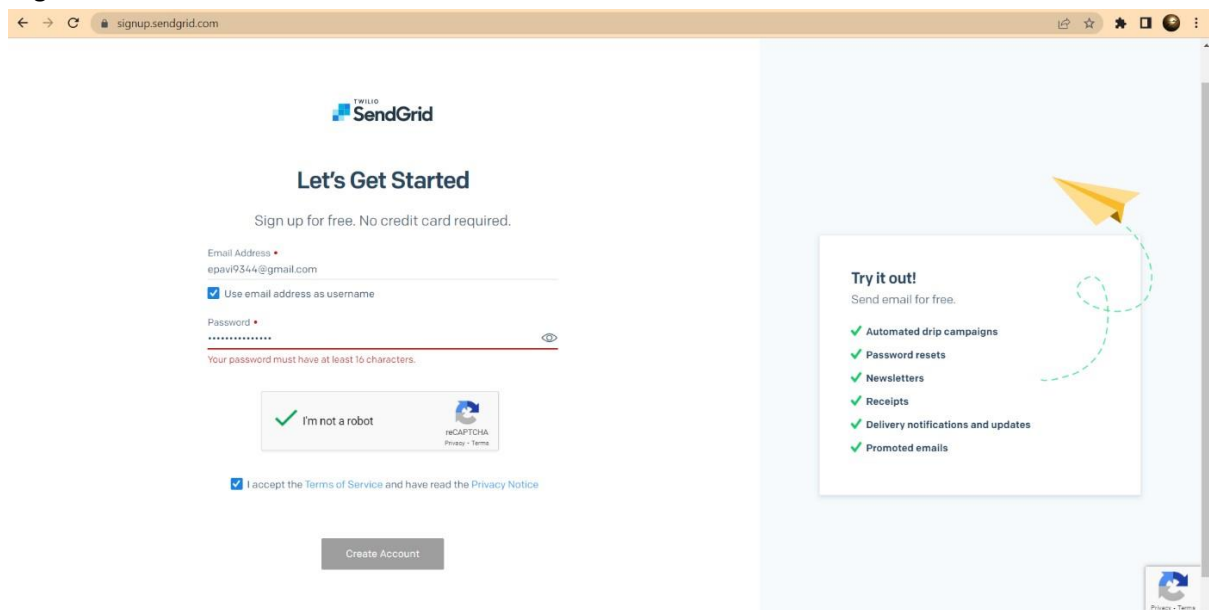 signup.sendgrid.com
TWILIO
SendGrid
Let's Get Started
Sign up for free. No credit card required.
Email Address •
epavi9344@gmail.com
Use email address as username
Password •
•••••••••••••••
Your password must have at least 16 characters.
I'm not a robot
reCAPTCHA
Privacy - Terms
I accept the Terms of Service and have read the Privacy Notice
Create Account
Try it out!
Send email for free.
Automated drip campaigns
Password resets
Newsletters
Receipts
Delivery notifications and updates
Promoted emails
Privacy - Terms